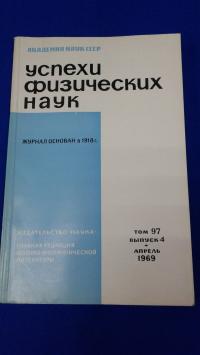 АКАДЕМИЯ НАУК СССР
УСПЕХИ
ФИЗИЧЕСКИХ
НАУК
ЖУРНАЛ ОСНОВАН в 1918 г.
ИЗДАТЕЛЬСТВО «НАУКА»
ГЛАВНАЯ РЕДАКЦИЯ
ФИЗИКО-МАТЕМАТИЧЕСКОЙ
ЛИТЕРАТУРЫ
ТОМ 97
ВЫПУСК 4
АПРЕЛЬ
1969